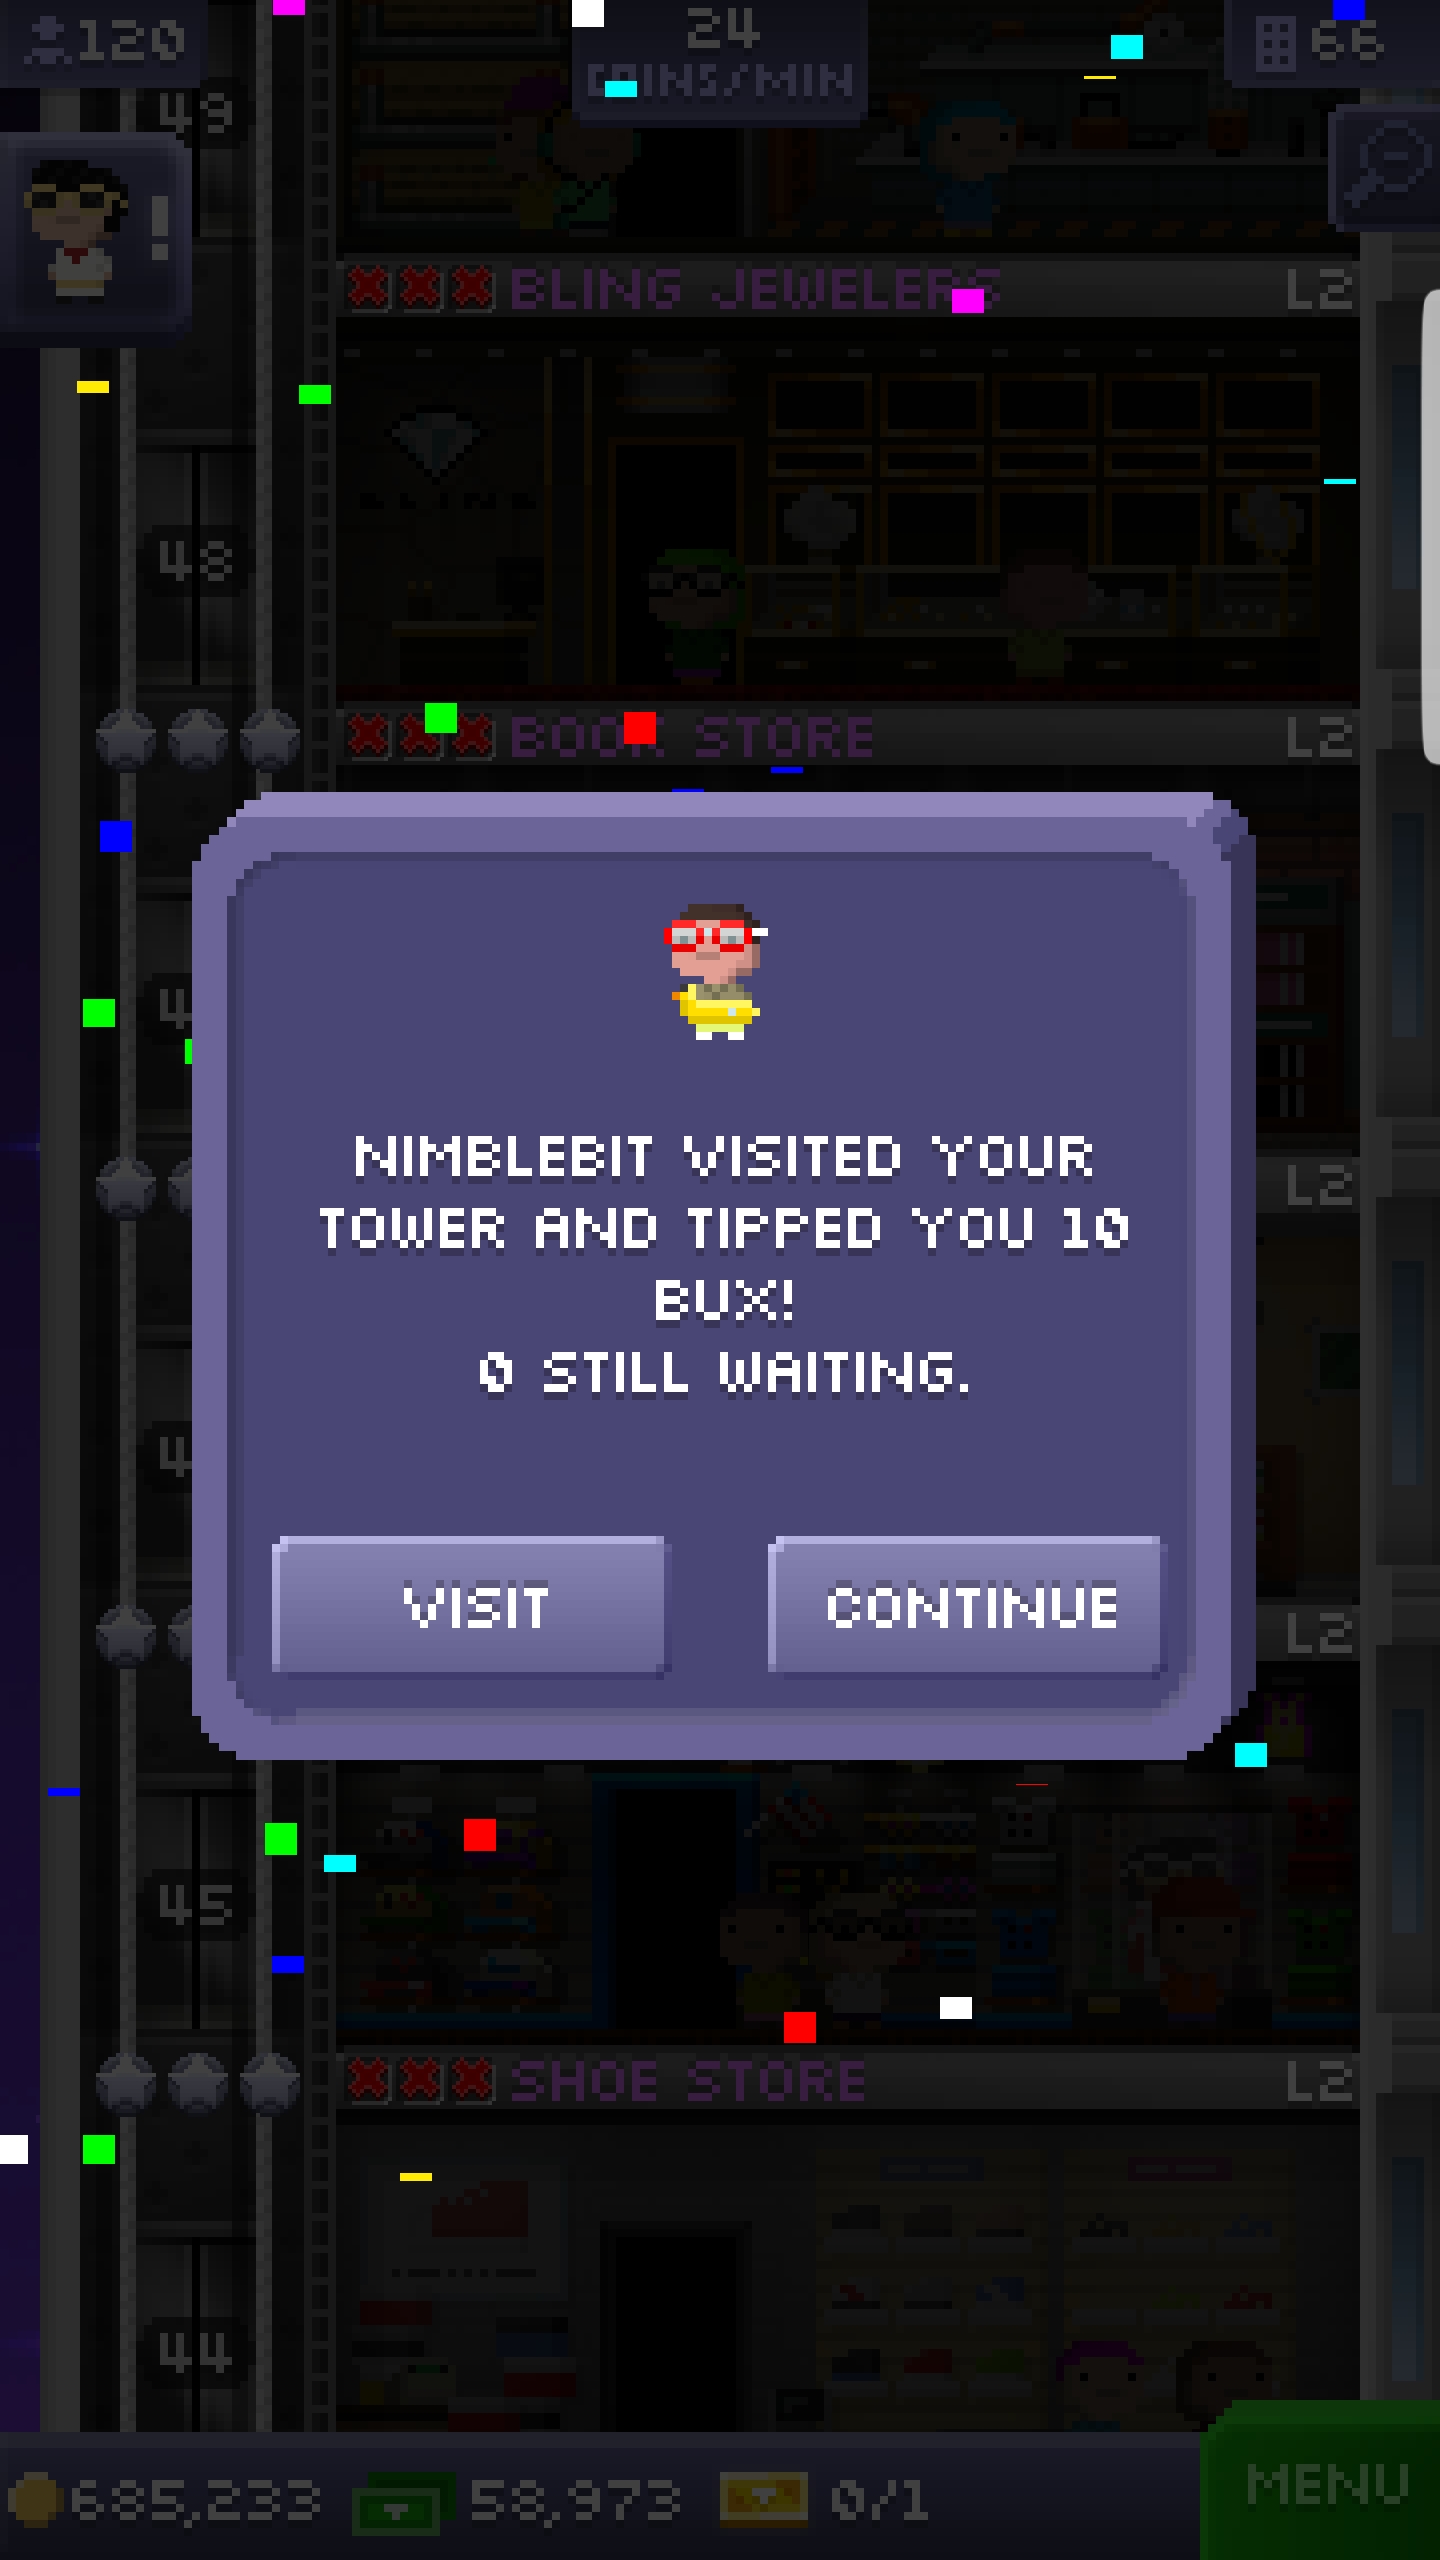 120
24
COINS/MIN
66
49
!
BLING JEWELERS L2
48
BOOK STORE L2
NIMBLEBIT VISITED YOUR
TOWER AND TIPPED YOU 10
BUX!
0 STILL WAITING.
L2
VISIT
CONTINUE
L2
45
SHOE STORE L2
44
685,233
58,973
0/1
MENU